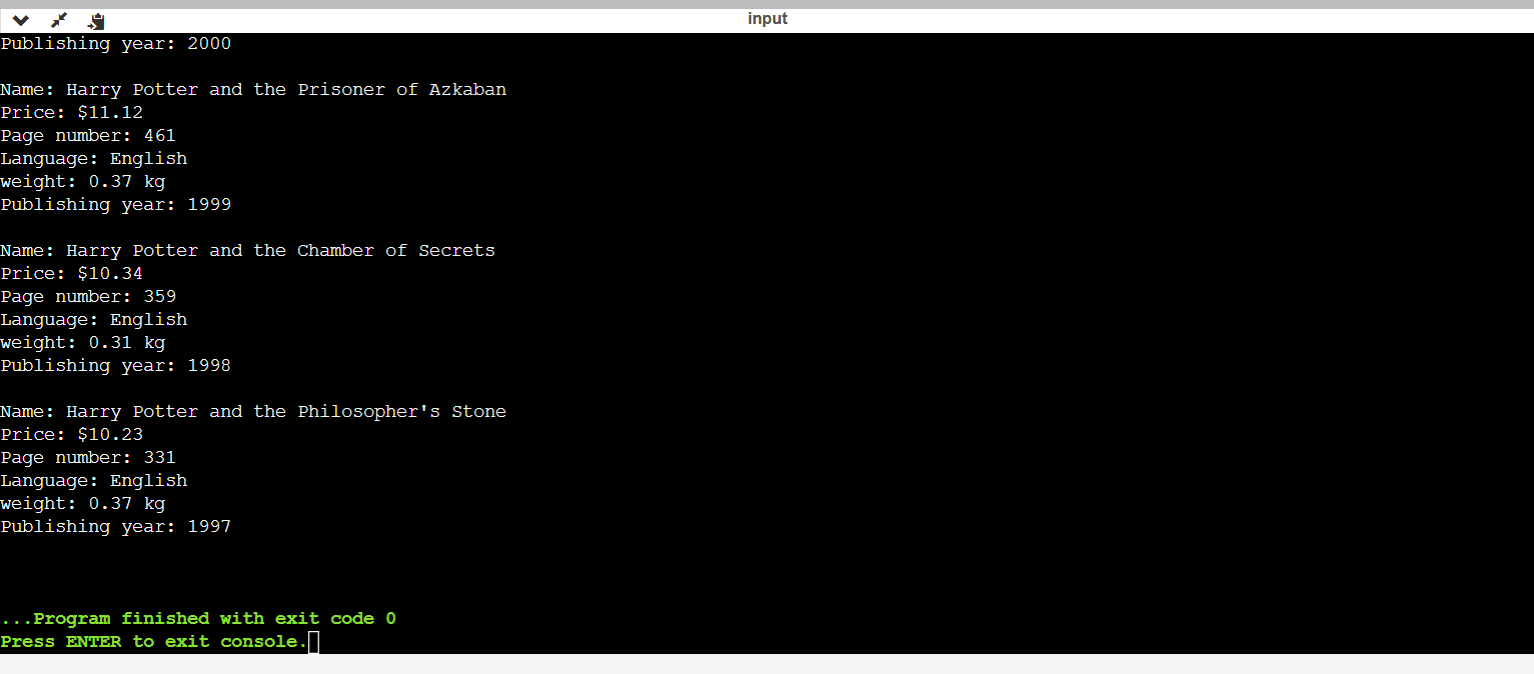 input
Publishing year: 2000
Name: Harry Potter and the Prisoner of Azkaban
Price: $11.12
Page number: 461
Language: English
weight: 0.37 kg
Publishing year: 1999
Name: Harry Potter and the Chamber of Secrets
Price: $10.34
Page number: 359
Language: English
weight: 0.31 kg
Publishing year: 1998
Name: Harry Potter and the Philosopher's Stone
Price: $10.23
Page number: 331
Language: English
weight: 0.37 kg
Publishing year: 1997
...Program finished with exit code 0
Press ENTER to exit console.